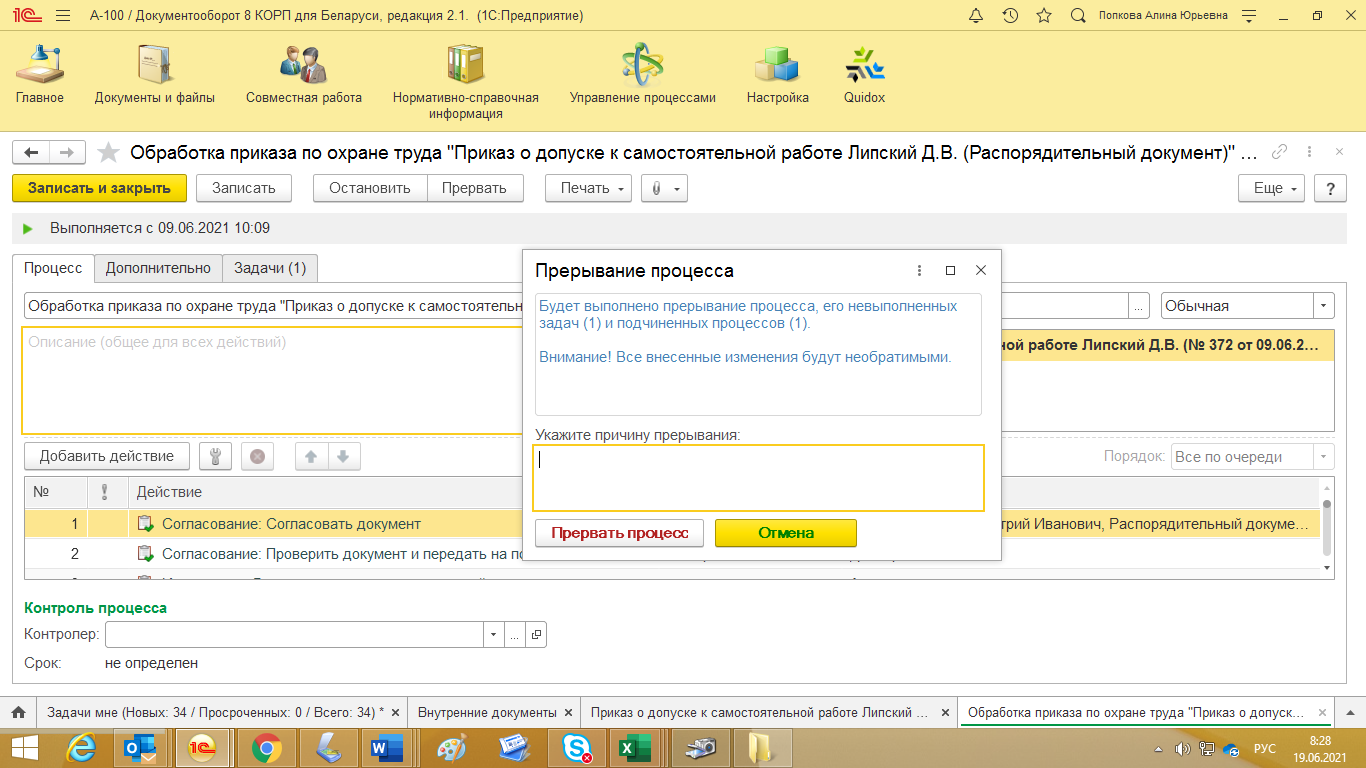 А-100 / Документооборот 8 КОРП для Беларуси, редакция 2.1. (1С:Предприятие)
Попкова Алина Юрьевна
Главное
Документы и файлы
Совместная работа
Нормативно-справочная
информация
Управление процессами
Настройка
Quidox
Обработка приказа по охране труда "Приказ о допуске к самостоятельной работе Липский Д.В. (Распорядительный документ)" ...
Записать и закрыть
Записать
Остановить
Прервать
Печать
Еще
?
Выполняется с 09.06.2021 10:09
Процесс
Дополнительно
Задачи (1)
Обработка приказа по охране труда "Приказ о допуске к самостоятельн
...
Обычная
Описание (общее для всех действий)
ной работе Липский Д.В. (№ 372 от 09.06.2...
Прерывание процесса
Будет выполнено прерывание процесса, его невыполненных
задач (1) и подчиненных процессов (1).
Внимание! Все внесенные изменения будут необратимыми.
Укажите причину прерывания:
Прервать процесс
Отмена
Добавить действие
Порядок:
Все по очереди
№
!
Действие
1
Согласование: Согласовать документ
трий Иванович, Распорядительный докуме...
2
Согласование: Проверить документ и передать на по
Контроль процесса
Контролер:
...
Срок:
не определен
Задачи мне (Новых: 34 / Просроченных: 0 / Всего: 34) *
Внутренние документы
Приказ о допуске к самостоятельной работе Липский ...
Обработка приказа по охране труда "Приказ о допуск...
РУС
8:28
19.06.2021